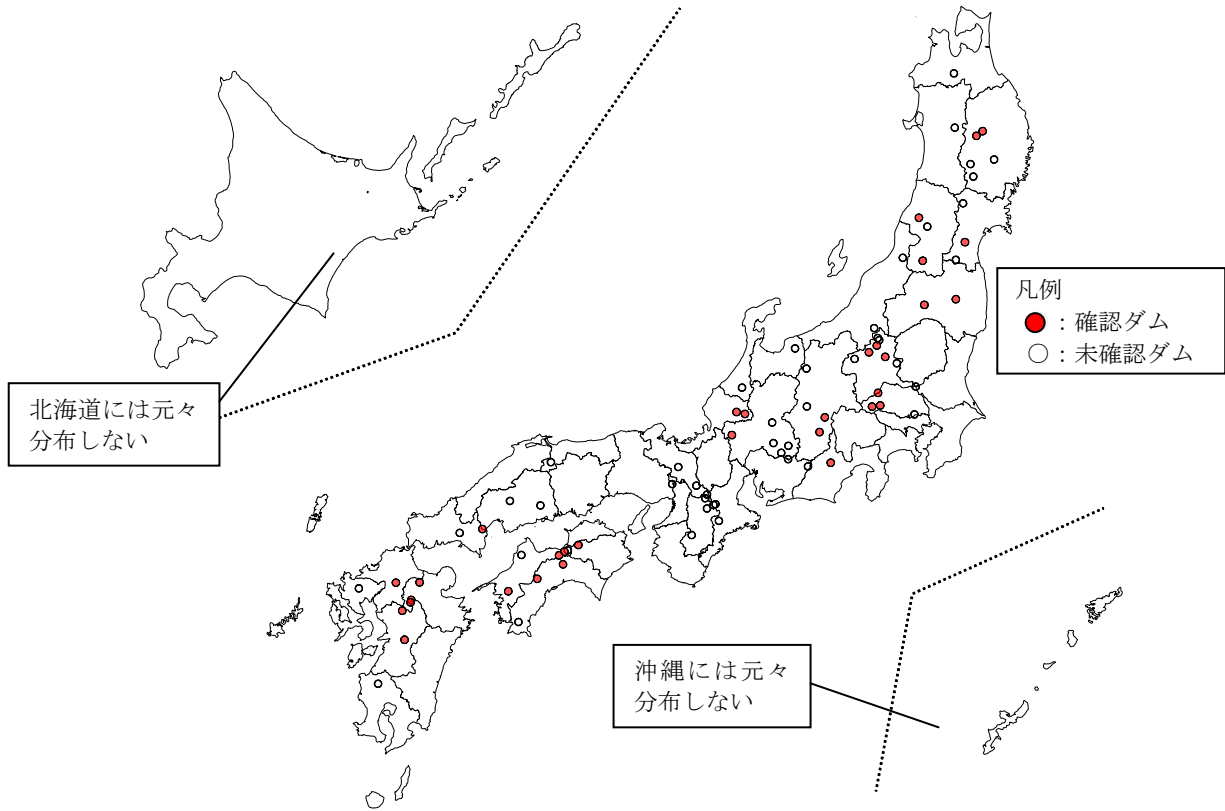 凡例
：確認ダム
：未確認ダム
北海道には元々
分布しない
沖縄には元々
分布しない